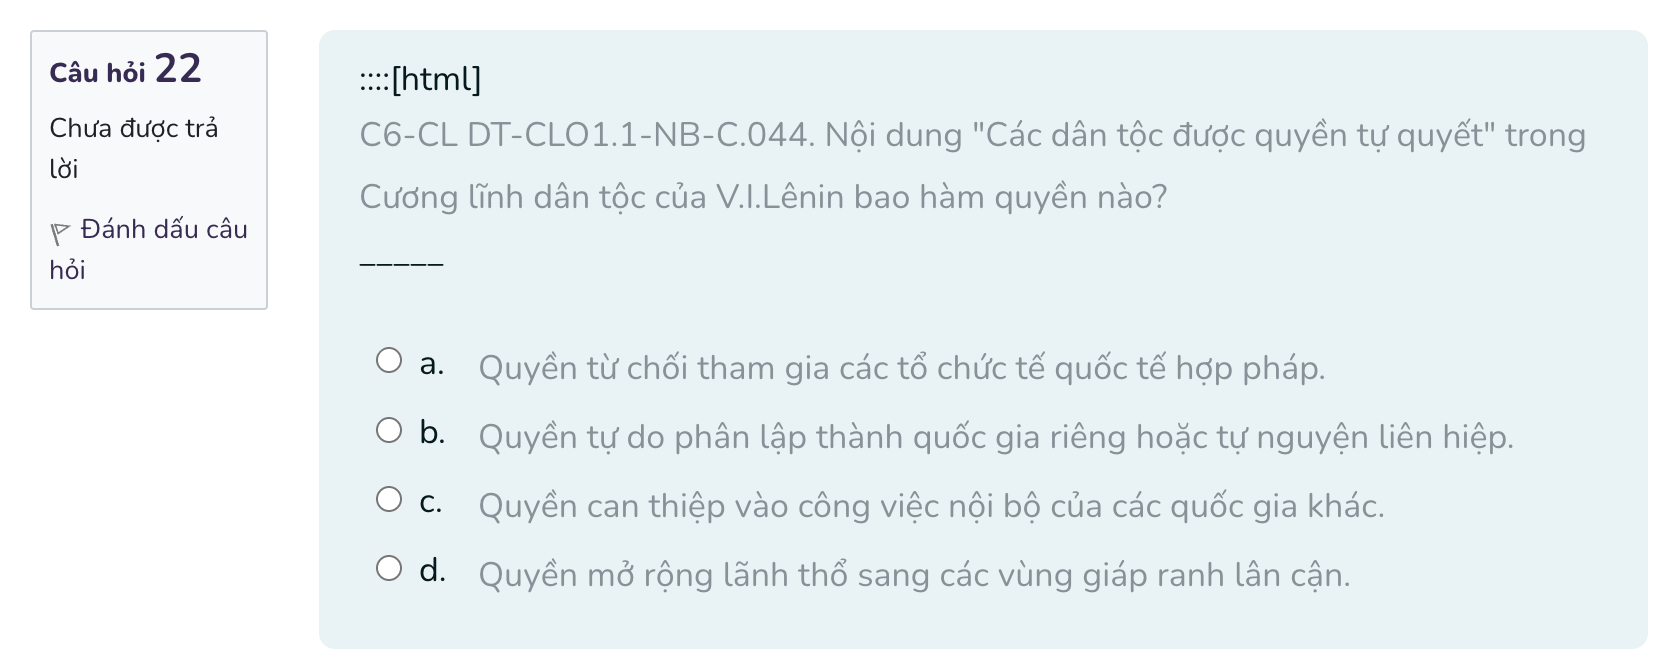 Câu hỏi 22
Chưa được trả
lời
Đánh dấu câu
hỏi
::::[html]
C6-CL DT-CLO1.1-NB-C.044. Nội dung "Các dân tộc được quyền tự quyết" trong
Cương lĩnh dân tộc của V.I.Lênin bao hàm quyền nào?
_____
a. Quyền từ chối tham gia các tổ chức tế quốc tế hợp pháp.
b. Quyền tự do phân lập thành quốc gia riêng hoặc tự nguyện liên hiệp.
c. Quyền can thiệp vào công việc nội bộ của các quốc gia khác.
d. Quyền mở rộng lãnh thổ sang các vùng giáp ranh lân cận.